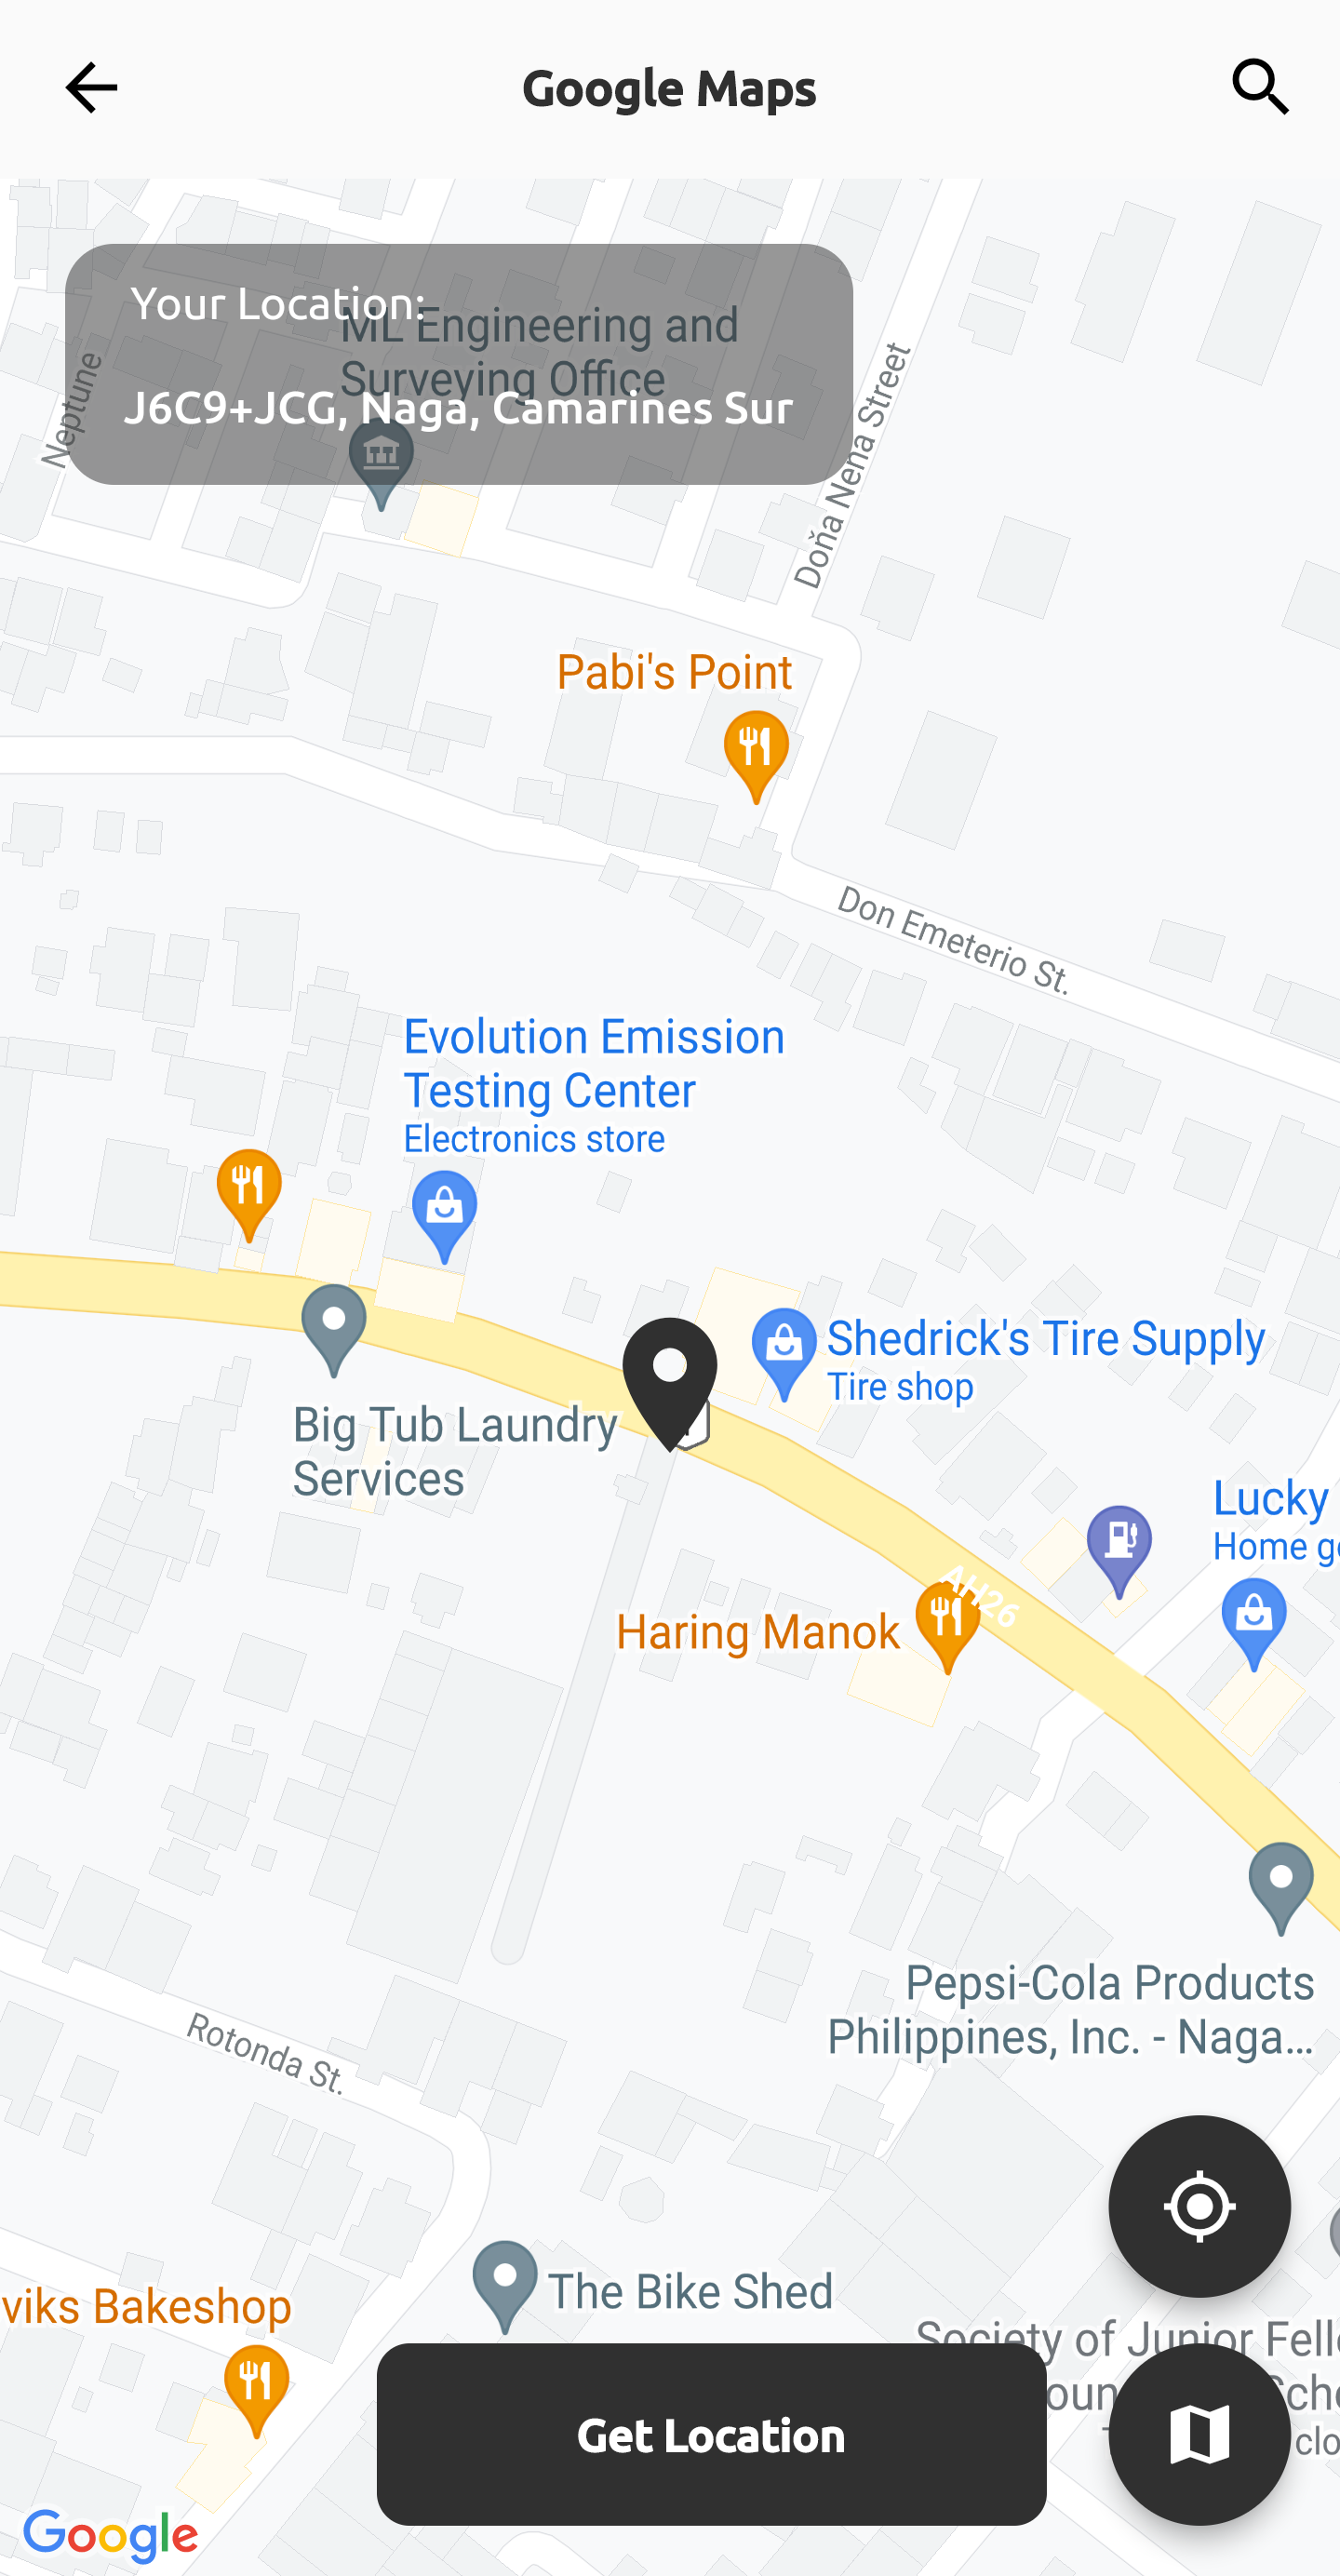 Google Maps
Your Location:
J6C9+JCG, Naga, Camarines Sur
ML Engineering and
Surveying Office
Neptune
Doña Nena Street
Pabi's Point
Don Emeterio St.
Evolution Emission
Testing Center
Electronics store
Shedrick's Tire Supply
Tire shop
Big Tub Laundry
Services
Lucky
Home
AH26
Haring Manok
Pepsi-Cola Products
Philippines, Inc. - Naga...
Rotonda St.
The Bike Shed
viks Bakeshop
Society of Junior
Get Location
Google